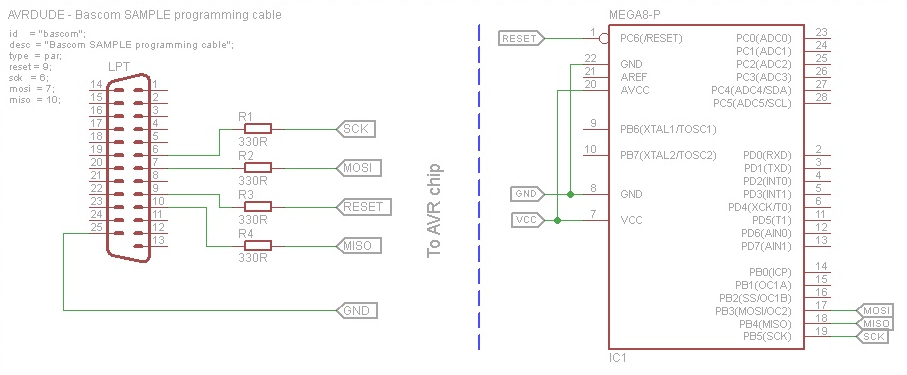 AVRDUDE - Bascom SAMPLE programming cable
id = "bascom";
desc = "Bascom SAMPLE programming cable";
type = par;
reset = 9;
sck = 6;
mosi = 7;
miso = 10;
LPT
14
1
15
2
16
3
17
4
18
5
19
6
20
7
21
8
22
9
23
10
24
11
25
12
13
R1
330R
SCK
R2
330R
MOSI
R3
330R
RESET
R4
330R
MISO
GND
To AVR chip
MEGA8-P
RESET
1
PC6(/RESET)
22
GND
21
AREF
20
AVCC
9
PB6(XTAL1/TOSC1)
10
PB7(XTAL2/TOSC2)
GND
8
GND
VCC
7
VCC
PC0(ADC0)
23
PC1(ADC1)
24
PC2(ADC2)
25
PC3(ADC3)
26
PC4(ADC4/SDA)
27
PC5(ADC5/SCL)
28
PD0(RXD)
2
PD1(TXD)
3
PD2(INT0)
4
PD3(INT1)
5
PD4(XCK/T0)
6
PD5(T1)
11
PD6(AIN0)
12
PD7(AIN1)
13
PB0(ICP)
14
PB1(OC1A)
15
PB2(SS/OC1B)
16
PB3(MOSI/OC2)
17
MOSI
PB4(MISO)
18
MISO
PB5(SCK)
19
SCK
IC1